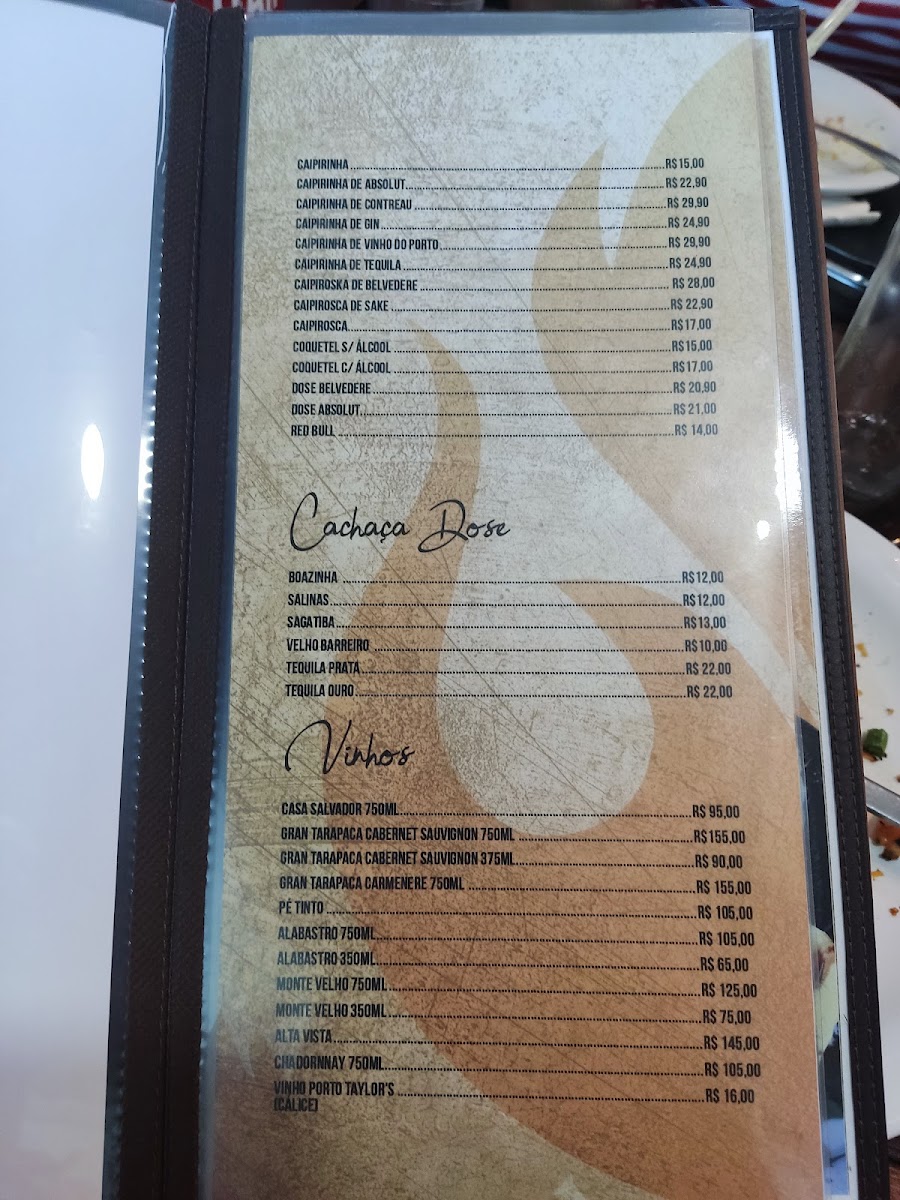 CAIPIRINHA R$ 15,00
CAIPIRINHA DE ABSOLUT R$ 22,90
CAIPIRINHA DE CONTREAU R$ 29,90
CAIPIRINHA DE GIN R$ 24,90
CAIPIRINHA DE VINHO DO PORTO R$ 29,90
CAIPIRINHA DE TEQUILA R$ 24,90
CAIPIROSKA DE BELVEDERE R$ 28,00
CAIPIROSCA DE SAKE R$ 22,90
CAIPIROSCA R$ 17,00
COQUETEL S/ ÁLCOOL R$ 15,00
COQUETEL C/ ÁLCOOL R$ 17,00
DOSE BELVEDERE R$ 20,90
DOSE ABSOLUT R$ 21,00
RED BULL R$ 14,00
Cachaça Dose
BOAZINHA R$ 12,00
SALINAS R$ 12,00
SAGATIBA R$ 13,00
VELHO BARREIRO R$ 10,00
TEQUILA PRATA R$ 22,00
TEQUILA OURO R$ 22,00
Vinhos
CASA SALVADOR 750ML R$ 95,00
GRAN TARAPACA CABERNET SAUVIGNON 750ML R$ 155,00
GRAN TARAPACA CABERNET SAUVIGNON 375ML R$ 90,00
GRAN TARAPACA CARMENERE 750ML R$ 155,00
PÉ TINTO R$ 105,00
ALABASTRO 750ML R$ 105,00
ALABASTRO 350ML R$ 65,00
MONTE VELHO 750ML R$ 125,00
MONTE VELHO 350ML R$ 75,00
ALTA VISTA R$ 145,00
CHADORNNAY 750ML R$ 105,00
VINHO PORTO TAYLOR'S R$ 16,00
(CÁLICE)